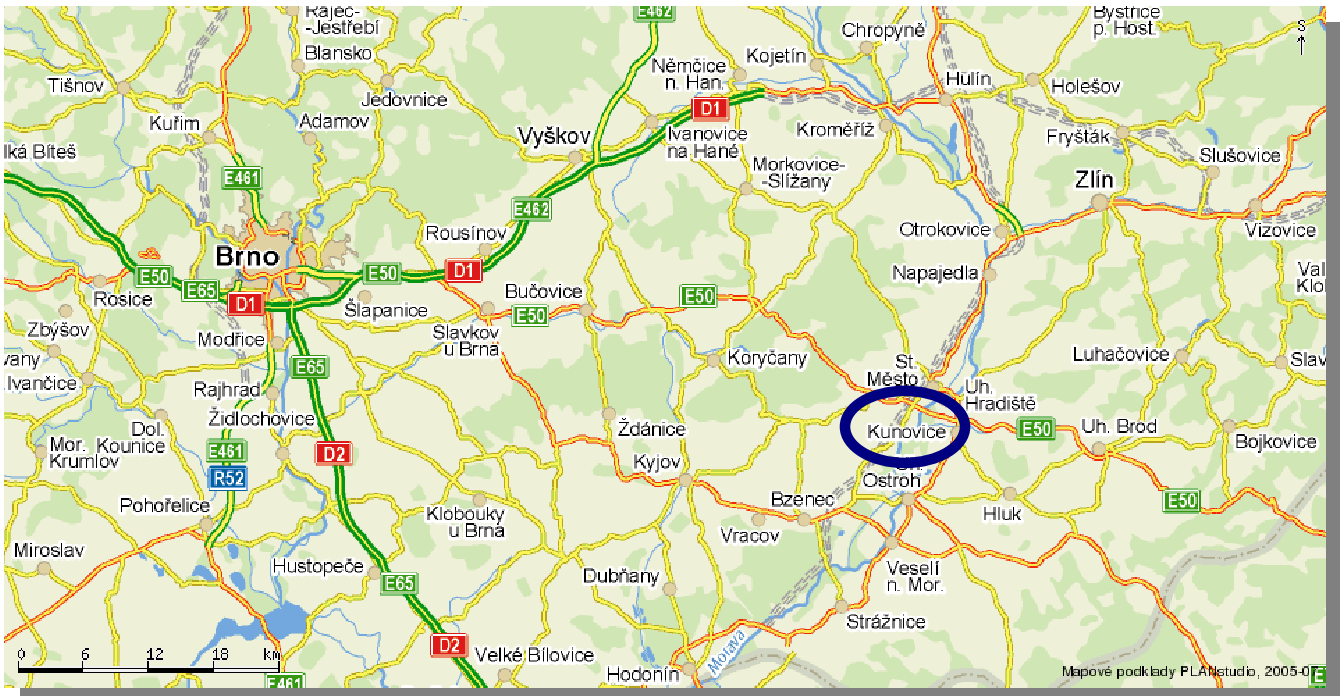 Rájec-
-Jestřebí
E462
Bystřice
p. Host.
S
Chropyně
Blansko
Kojetín
Němčice
n. Han.
Hulín
Holešov
Tišnov
Jedovnice
D1
Kuřim
Adamov
Vyškov
Ivanovice
na Hané
Kroměříž
Fryšták
lká Bíteš
Slušovice
Morkovice-
-Slížany
E461
Zlín
E462
Otrokovice
Vizovice
Rousínov
Brno
E50
E50
D1
Napajedla
E65
Rosice
D1
Bučovice
E50
Šlapanice
E50
Zbýšov
Modřice
Slavkov
u Brna
vany
E65
Koryčany
Luhačovice
Slav
Ivančice
St.
Město
Rajhrad
Uh.
Hradiště
Židlochovice
Dol.
Kounice
Ždánice
Kunovice
E50
Uh. Brod
Bojkovice
Mor.
Krumlov
E461
D2
Kyjov
R52
Ostroh
Pohořelice
Bzenec
E50
Klobouky
u Brna
Hluk
Vracov
Miroslav
Hustopeče
E65
Dubňany
Veselí
n. Mor.
Strážnice
D2
Morava
0 6 12 18 km
Velké Bílovice
Hodonín
Mapové podklady PLANstudio, 2005-0
E461